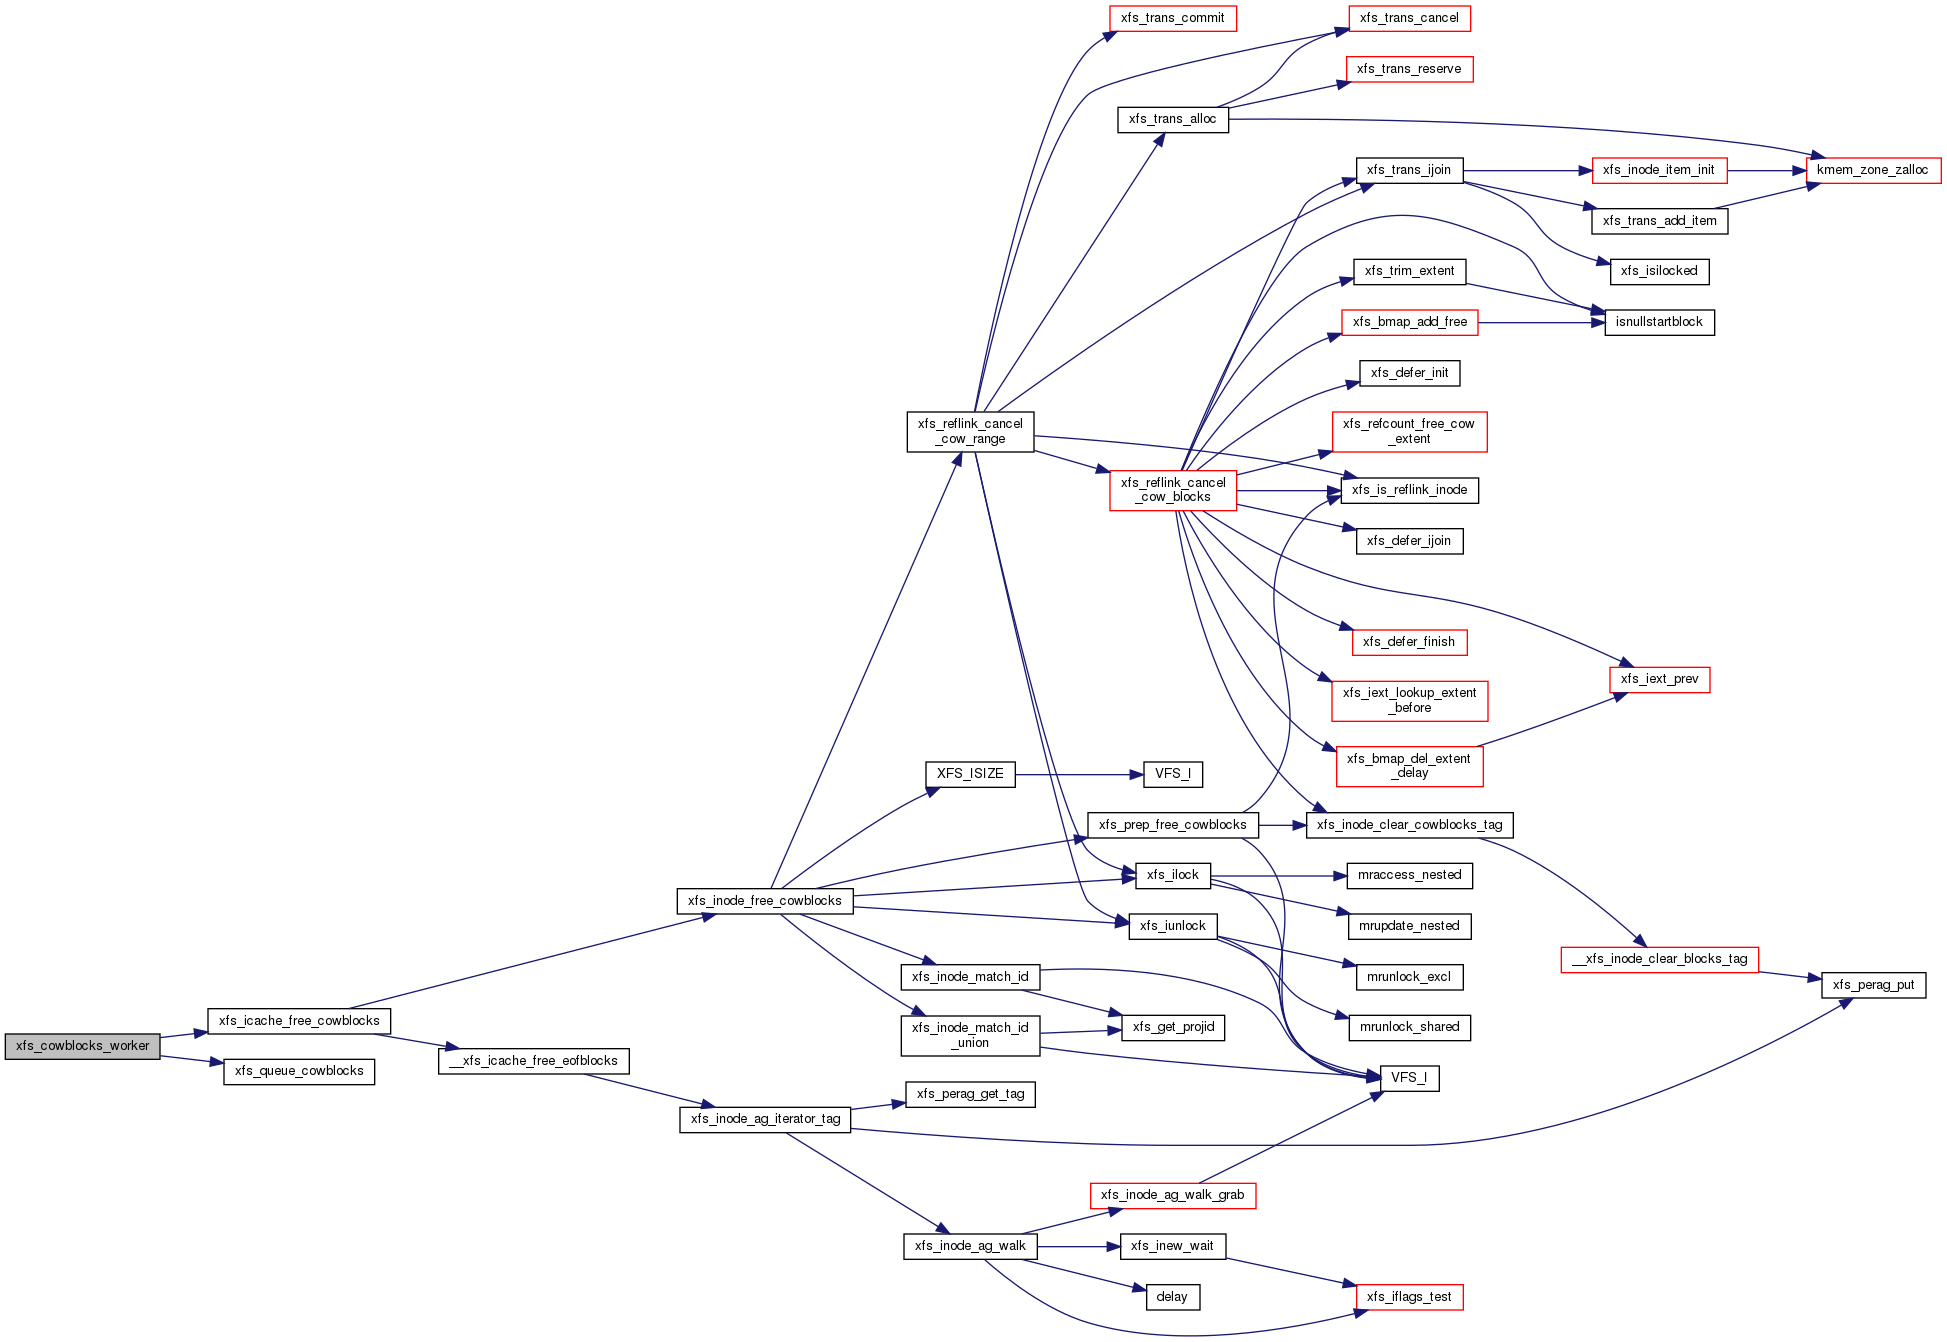 xfs_trans_commit
xfs_trans_cancel
xfs_trans_reserve
xfs_trans_alloc
xfs_trans_ijoin
xfs_inode_item_init
kmem_zone_zalloc
xfs_trans_add_item
xfs_trim_extent
xfs_isilocked
xfs_bmap_add_free
isnullstartblock
xfs_defer_init
xfs_reflink_cancel
_cow_range
xfs_refcount_free_cow
_extent
xfs_reflink_cancel
_cow_blocks
xfs_is_reflink_inode
xfs_defer_ijoin
xfs_defer_finish
xfs_iext_prev
xfs_iext_lookup_extent
_before
xfs_bmap_del_extent
_delay
XFS_ISIZE
VFS_I
xfs_prep_free_cowblocks
xfs_inode_clear_cowblocks_tag
xfs_ilock
mraccess_nested
xfs_inode_free_cowblocks
xfs_iunlock
mrupdate_nested
xfs_inode_match_id
mrunlock_excl
__xfs_inode_clear_blocks_tag
xfs_perag_put
xfs_icache_free_cowblocks
xfs_inode_match_id
_union
xfs_get_projid
mrunlock_shared
xfs_cowblocks_worker
xfs_queue_cowblocks
__xfs_icache_free_eofblocks
VFS_I
xfs_perag_get_tag
xfs_inode_ag_iterator_tag
xfs_inode_ag_walk_grab
xfs_inode_ag_walk
xfs_inew_wait
delay
xfs_iflags_test